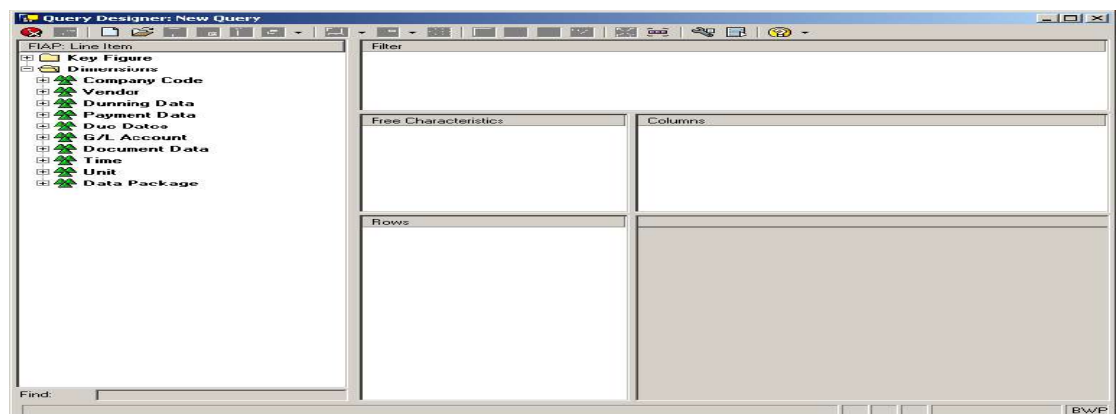 Query Designer: New Query
FIAP: Line Item
Key Figure
Dimensions
Company Code
Vendor
Dunning Data
Payment Data
Due Dates
G/L Account
Document Data
Time
Unit
Data Package
Find:
Filter
Free Characteristics
Columns
Rows
BWP